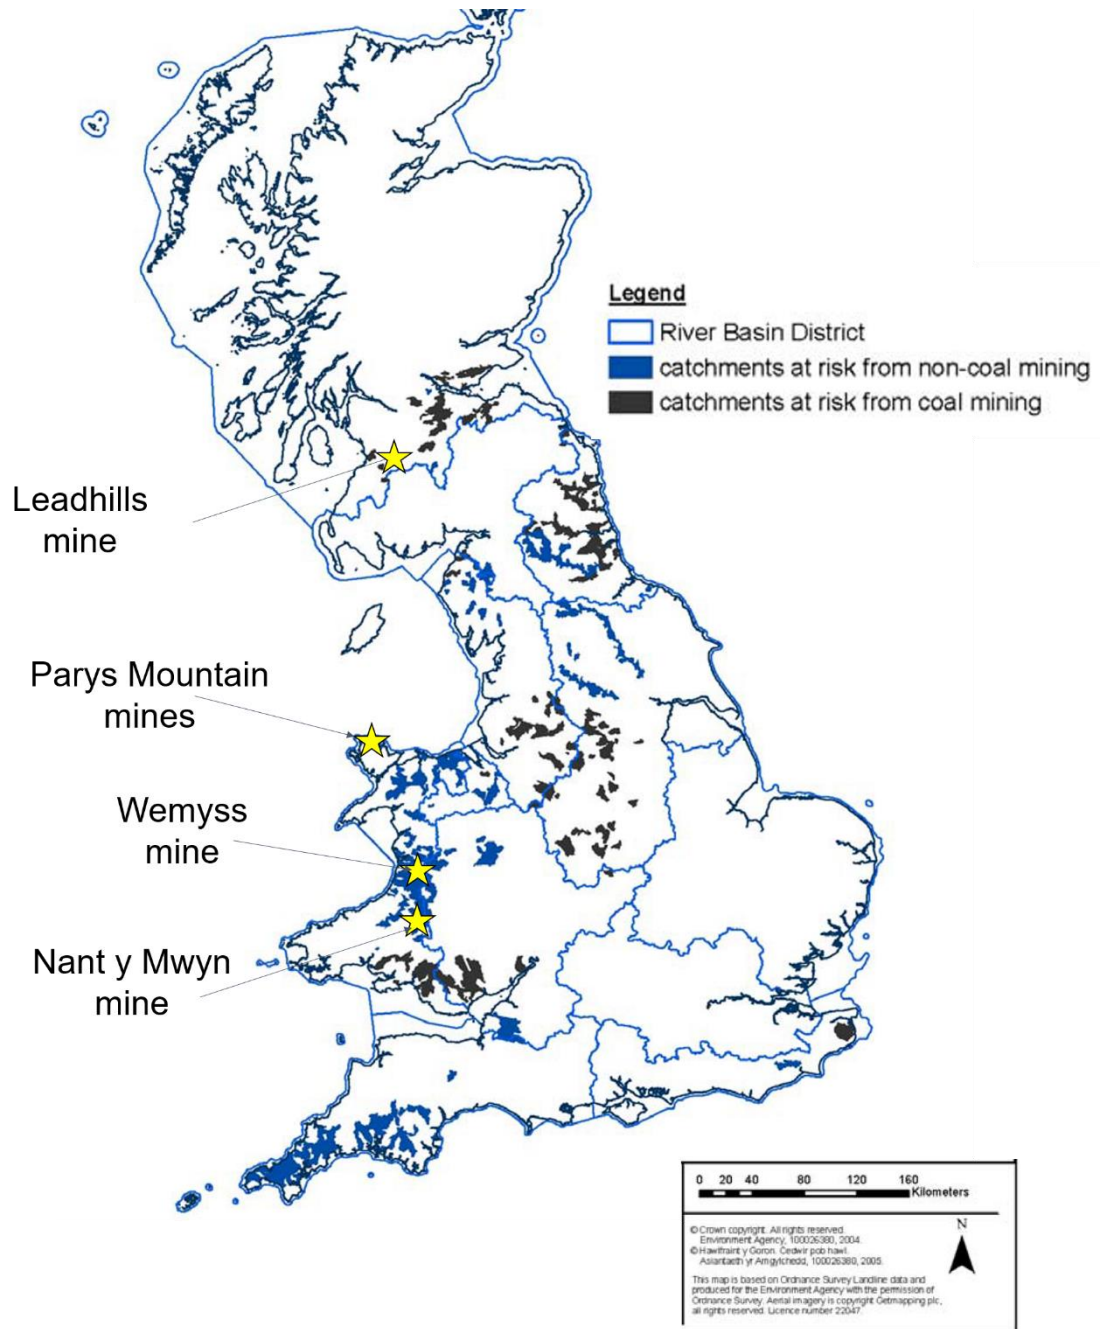 Legend
River Basin District
catchments at risk from non-coal mining
catchments at risk from coal mining
Leadhills
mine
Parys Mountain
mines
Wemyss
mine
Nant y Mwyn
mine
0 20 40 80 120 160
Kilometers
N
© Crown copyright. All rights reserved.
Environment Agency, 100026380, 2004.
© Hawlfraint y Goron. Cedwir pob hawl.
Asiantaeth yr Amgylchedd, 100026380, 2005.
This map is based on Ordnance Survey Landline data and
produced for the Environment Agency with the permission of
Ordnance Survey. Aerial imagery is copyright Getmapping plc,
all rights reserved. Licence number 22047.